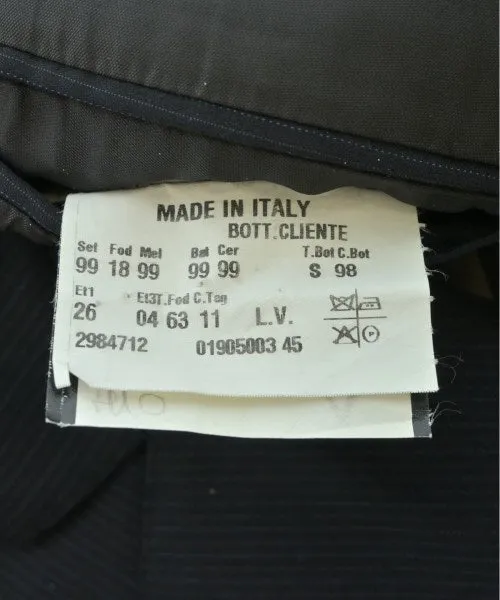 MADE IN ITALY
BOTT.CLIENTE
Set Fod Mel Bat Cer T.Bot C.Bot
99 18 99 99 99 S 98
Et1 Et3 T.Fod C.Tag
26 04 63 11 L.V.
2984712 01905003 45